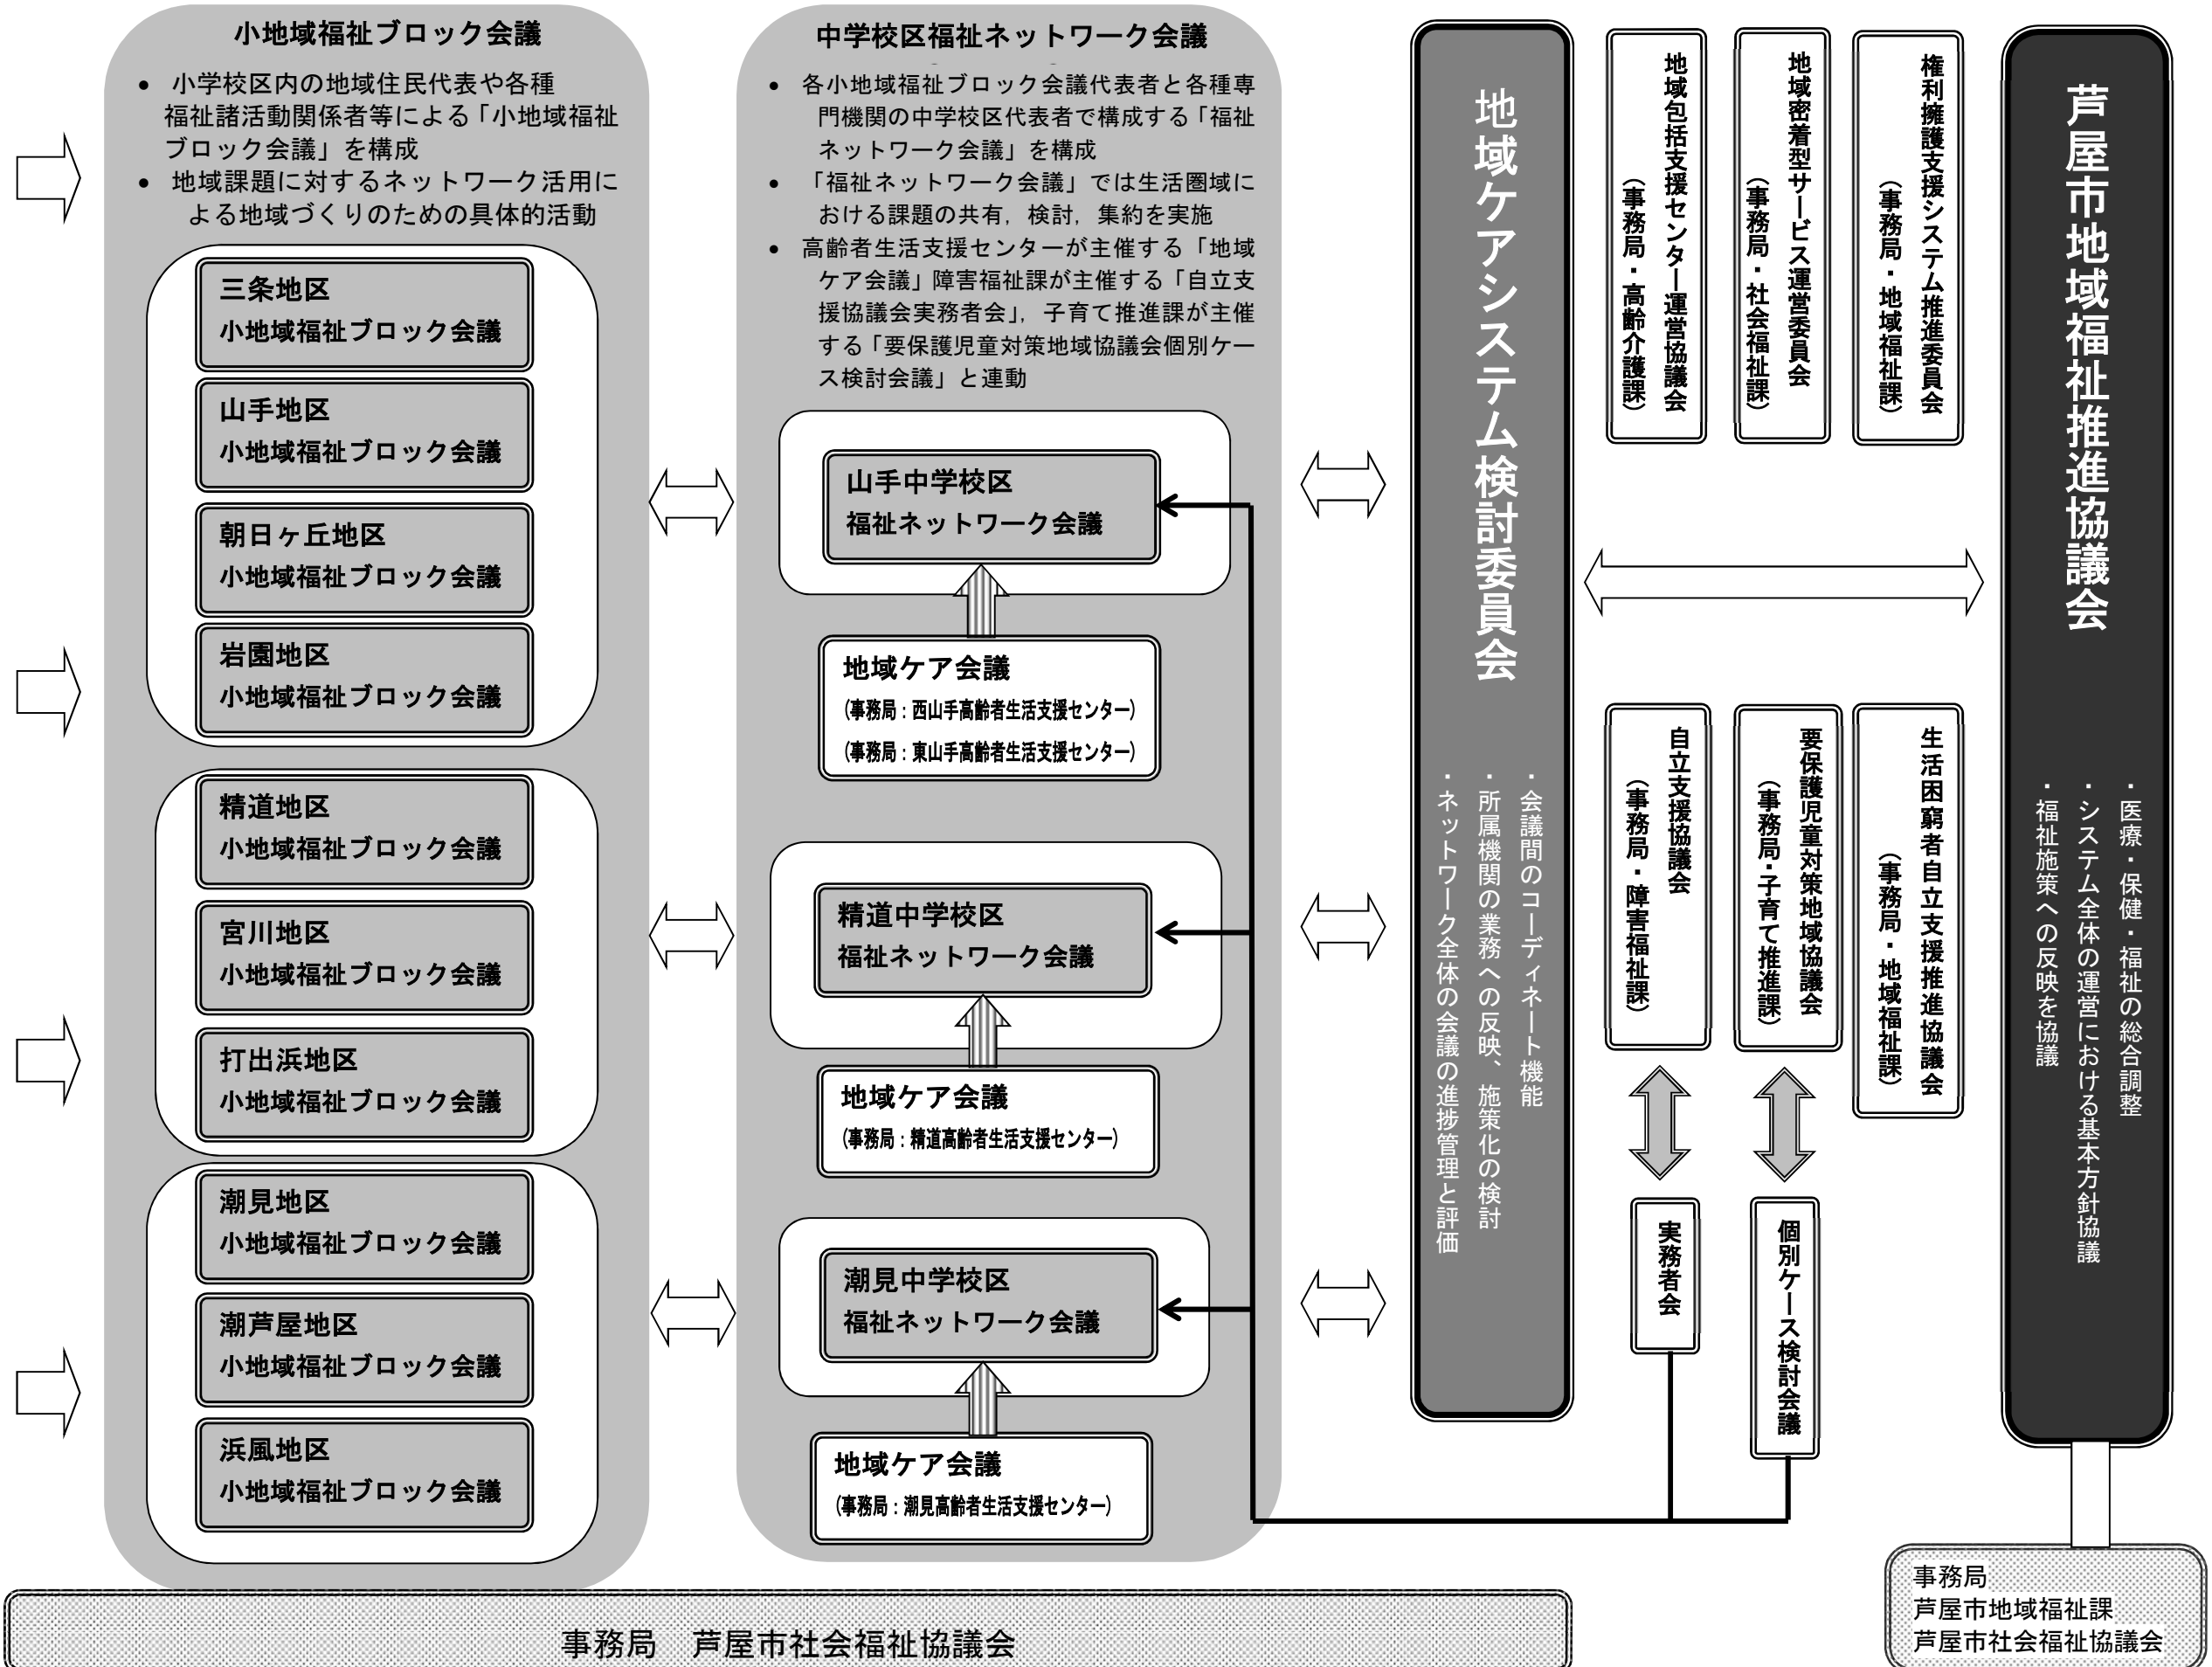 小地域福祉ブロック会議
• 小学校区内の地域住民代表や各種
福祉諸活動関係者等による「小地域福祉
ブロック会議」を構成
• 地域課題に対するネットワーク活用に
よる地域づくりのための具体的活動
三条地区
小地域福祉ブロック会議
山手地区
小地域福祉ブロック会議
朝日ヶ丘地区
小地域福祉ブロック会議
岩園地区
小地域福祉ブロック会議
精道地区
小地域福祉ブロック会議
宮川地区
小地域福祉ブロック会議
打出浜地区
小地域福祉ブロック会議
潮見地区
小地域福祉ブロック会議
潮芦屋地区
小地域福祉ブロック会議
浜風地区
小地域福祉ブロック会議
中学校区福祉ネットワーク会議
• 各小地域福祉ブロック会議代表者と各種専
門機関の中学校区代表者で構成する「福祉
ネットワーク会議」を構成
• 「福祉ネットワーク会議」では生活圏域に
おける課題の共有，検討，集約を実施
• 高齢者生活支援センターが主催する「地域
ケア会議」障害福祉課が主催する「自立支
援協議会実務者会」，子育て推進課が主催
する「要保護児童対策地域協議会個別ケー
ス検討会議」と連動
山手中学校区
福祉ネットワーク会議
地域ケア会議
（事務局：西山手高齢者生活支援センター）
（事務局：東山手高齢者生活支援センター）
精道中学校区
福祉ネットワーク会議
地域ケア会議
（事務局：精道高齢者生活支援センター）
潮見中学校区
福祉ネットワーク会議
地域ケア会議
（事務局：潮見高齢者生活支援センター）
地域ケアシステム検討委員会
・会議間のコーディネート機能
・所属機関の業務への反映、施策化の検討
・ネットワーク全体の会議の進捗管理と評価
地域包括支援センター運営協議会
（事務局・高齢介護課）
地域密着型サービス運営委員会
（事務局・社会福祉課）
権利擁護支援システム推進委員会
（事務局・地域福祉課）
自立支援協議会
（事務局・障害福祉課）
要保護児童対策地域協議会
（事務局・子育て推進課）
生活困窮者自立支援推進協議会
（事務局・地域福祉課）
実務者会
個別ケース検討会議
芦屋市地域福祉推進協議会
・医療・保健・福祉の総合調整
・システム全体の運営における基本方針協議
・福祉施策への反映を協議
事務局
芦屋市地域福祉課
芦屋市社会福祉協議会
事務局　芦屋市社会福祉協議会